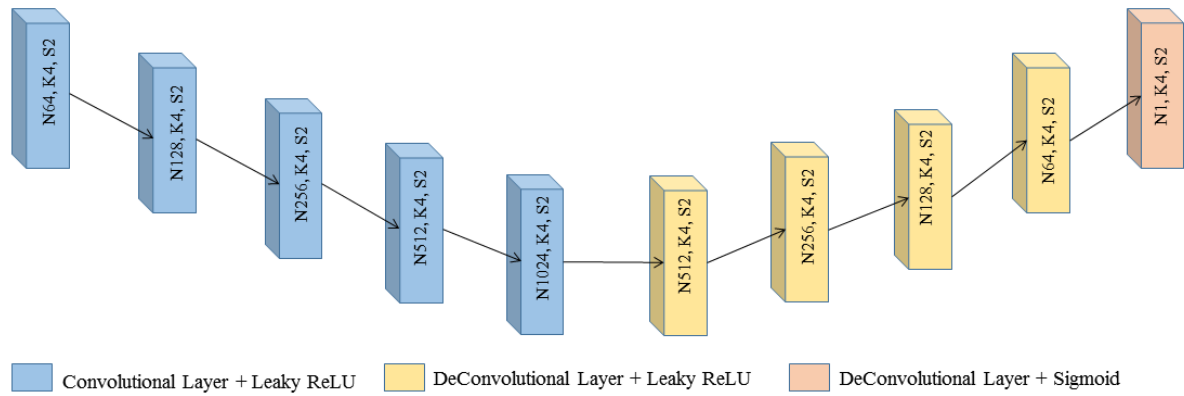 N64, K4, S2
N128, K4, S2
N256, K4, S2
N512, K4, S2
N1024, K4, S2
N512, K4, S2
N256, K4, S2
N128, K4, S2
N64, K4, S2
N1, K4, S2
Convolutional Layer + Leaky ReLU
DeConvolutional Layer + Leaky ReLU
DeConvolutional Layer + Sigmoid